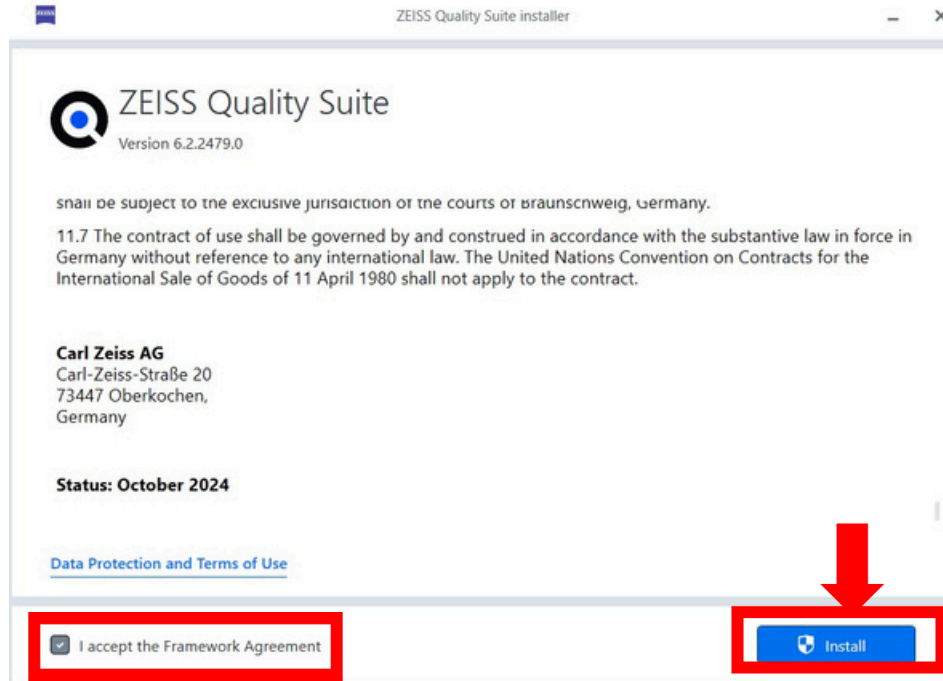 ZEISS
ZEISS Quality Suite installer
ZEISS Quality Suite
Version 6.2.2479.0
shall be subject to the exclusive jurisdiction of the courts of Braunschweig, Germany.
11.7 The contract of use shall be governed by and construed in accordance with the substantive law in force in
Germany without reference to any international law. The United Nations Convention on Contracts for the
International Sale of Goods of 11 April 1980 shall not apply to the contract.
Carl Zeiss AG
Carl-Zeiss-Straße 20
73447 Oberkochen,
Germany
Status: October 2024
Data Protection and Terms of Use
I accept the Framework Agreement
Install